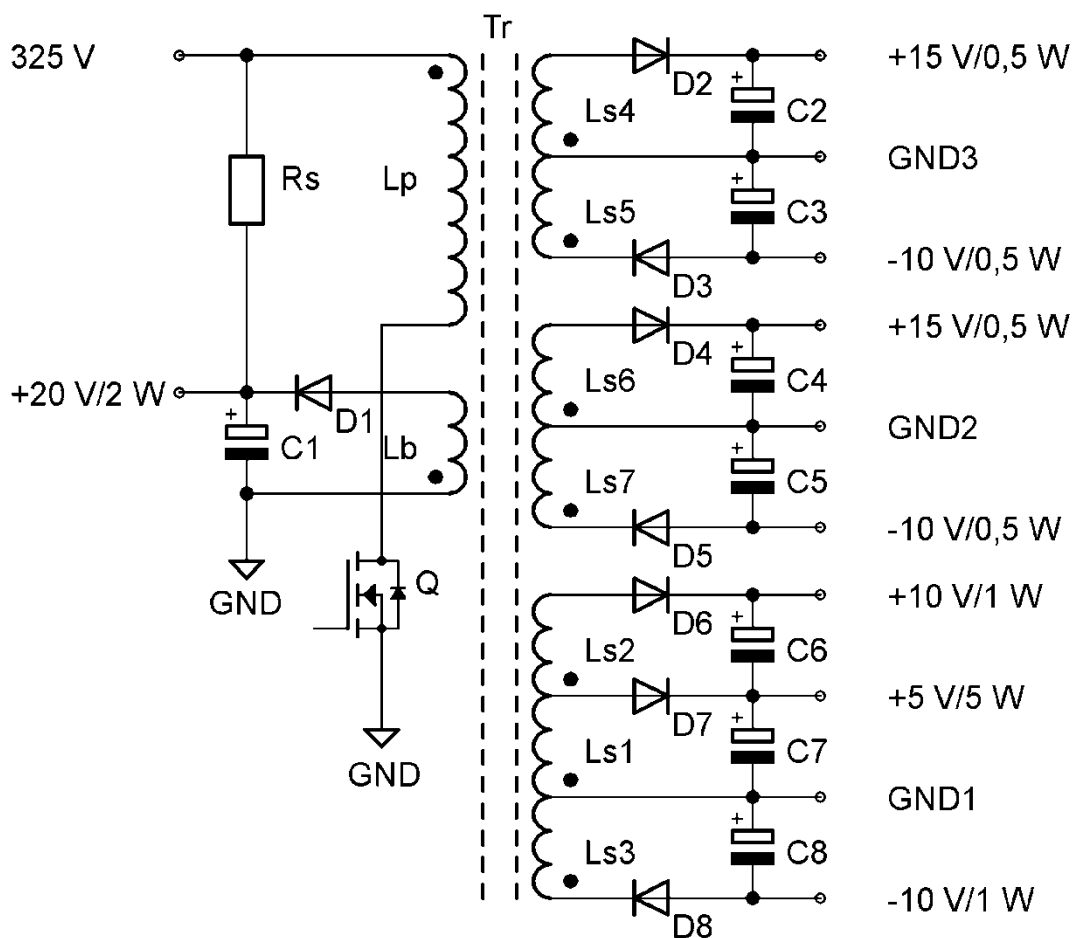 Tr
325 V
+15 V/0,5 W
D2
+
C2
Ls4
GND3
Rs
Lp
+
C3
Ls5
-10 V/0,5 W
D3
+15 V/0,5 W
D4
+
C4
Ls6
+20 V/2 W
D1
+
C1
Lb
GND2
+
C5
Ls7
-10 V/0,5 W
D5
GND
Q
+10 V/1 W
D6
+
C6
Ls2
+5 V/5 W
D7
+
C7
Ls1
GND
GND1
+
C8
Ls3
-10 V/1 W
D8